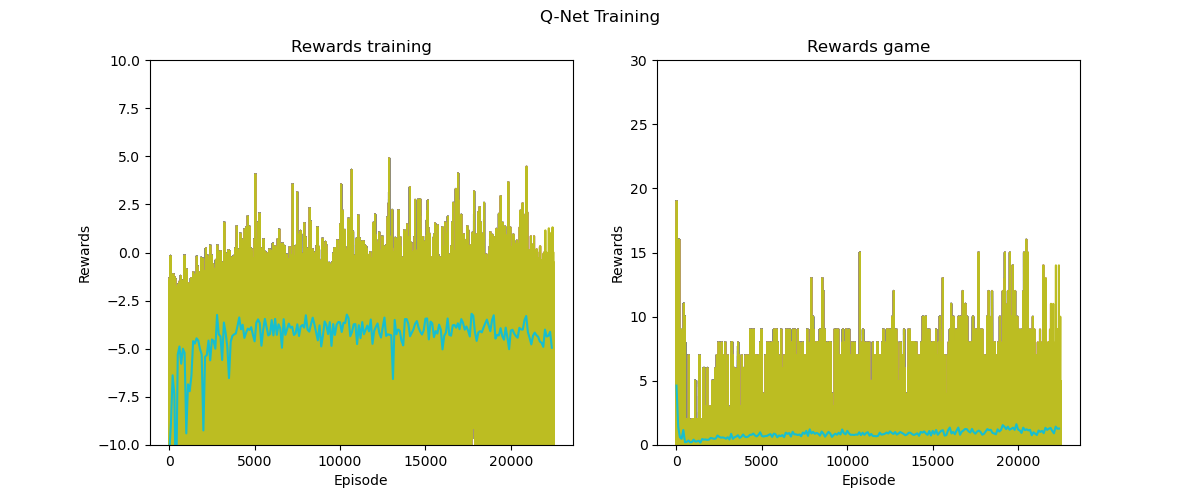 Q-Net Training
Rewards training
Rewards
10.0
7.5
5.0
2.5
0.0
−2.5
−5.0
−7.5
−10.0
0 5000 10000 15000 20000
Episode
Rewards game
Rewards
30
25
20
15
10
5
0
0 5000 10000 15000 20000
Episode